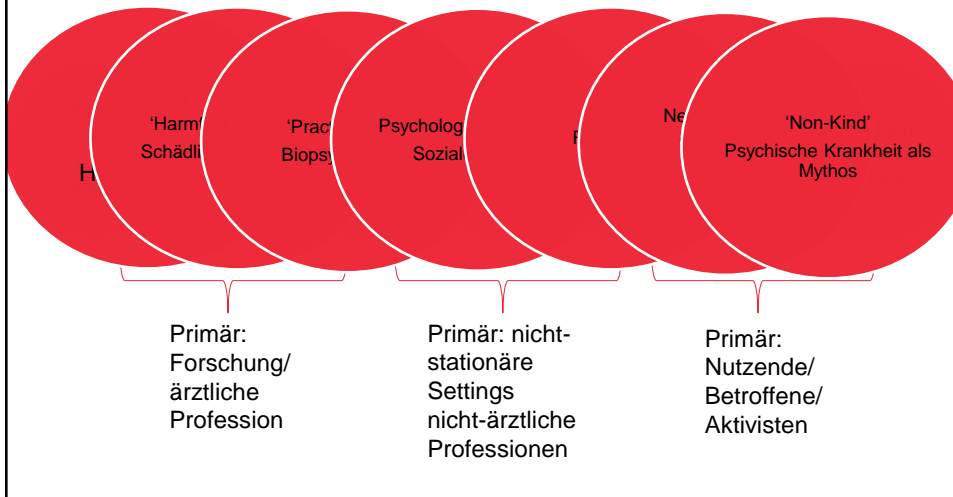 ‘Harm
Schädli
H
‘Prac
Biopsy
Psycholog
Sozial
Ne
‘Non-Kind’
Psychische Krankheit als
Mythos
Primär:
Forschung/
ärztliche
Profession
Primär: nicht-
stationäre
Settings
nicht-ärztliche
Professionen
Primär:
Nutzende/
Betroffene/
Aktivisten